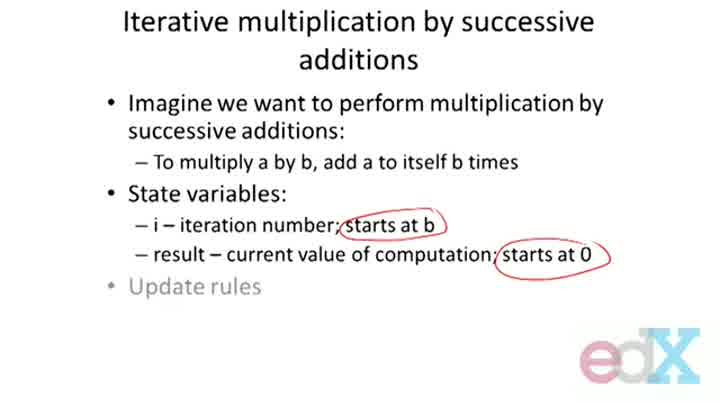 Iterative multiplication by successive
additions
• Imagine we want to perform multiplication by
successive additions:
– To multiply a by b, add a to itself b times
• State variables:
– i – iteration number; starts at b
– result – current value of computation; starts at 0
• Update rules
edX